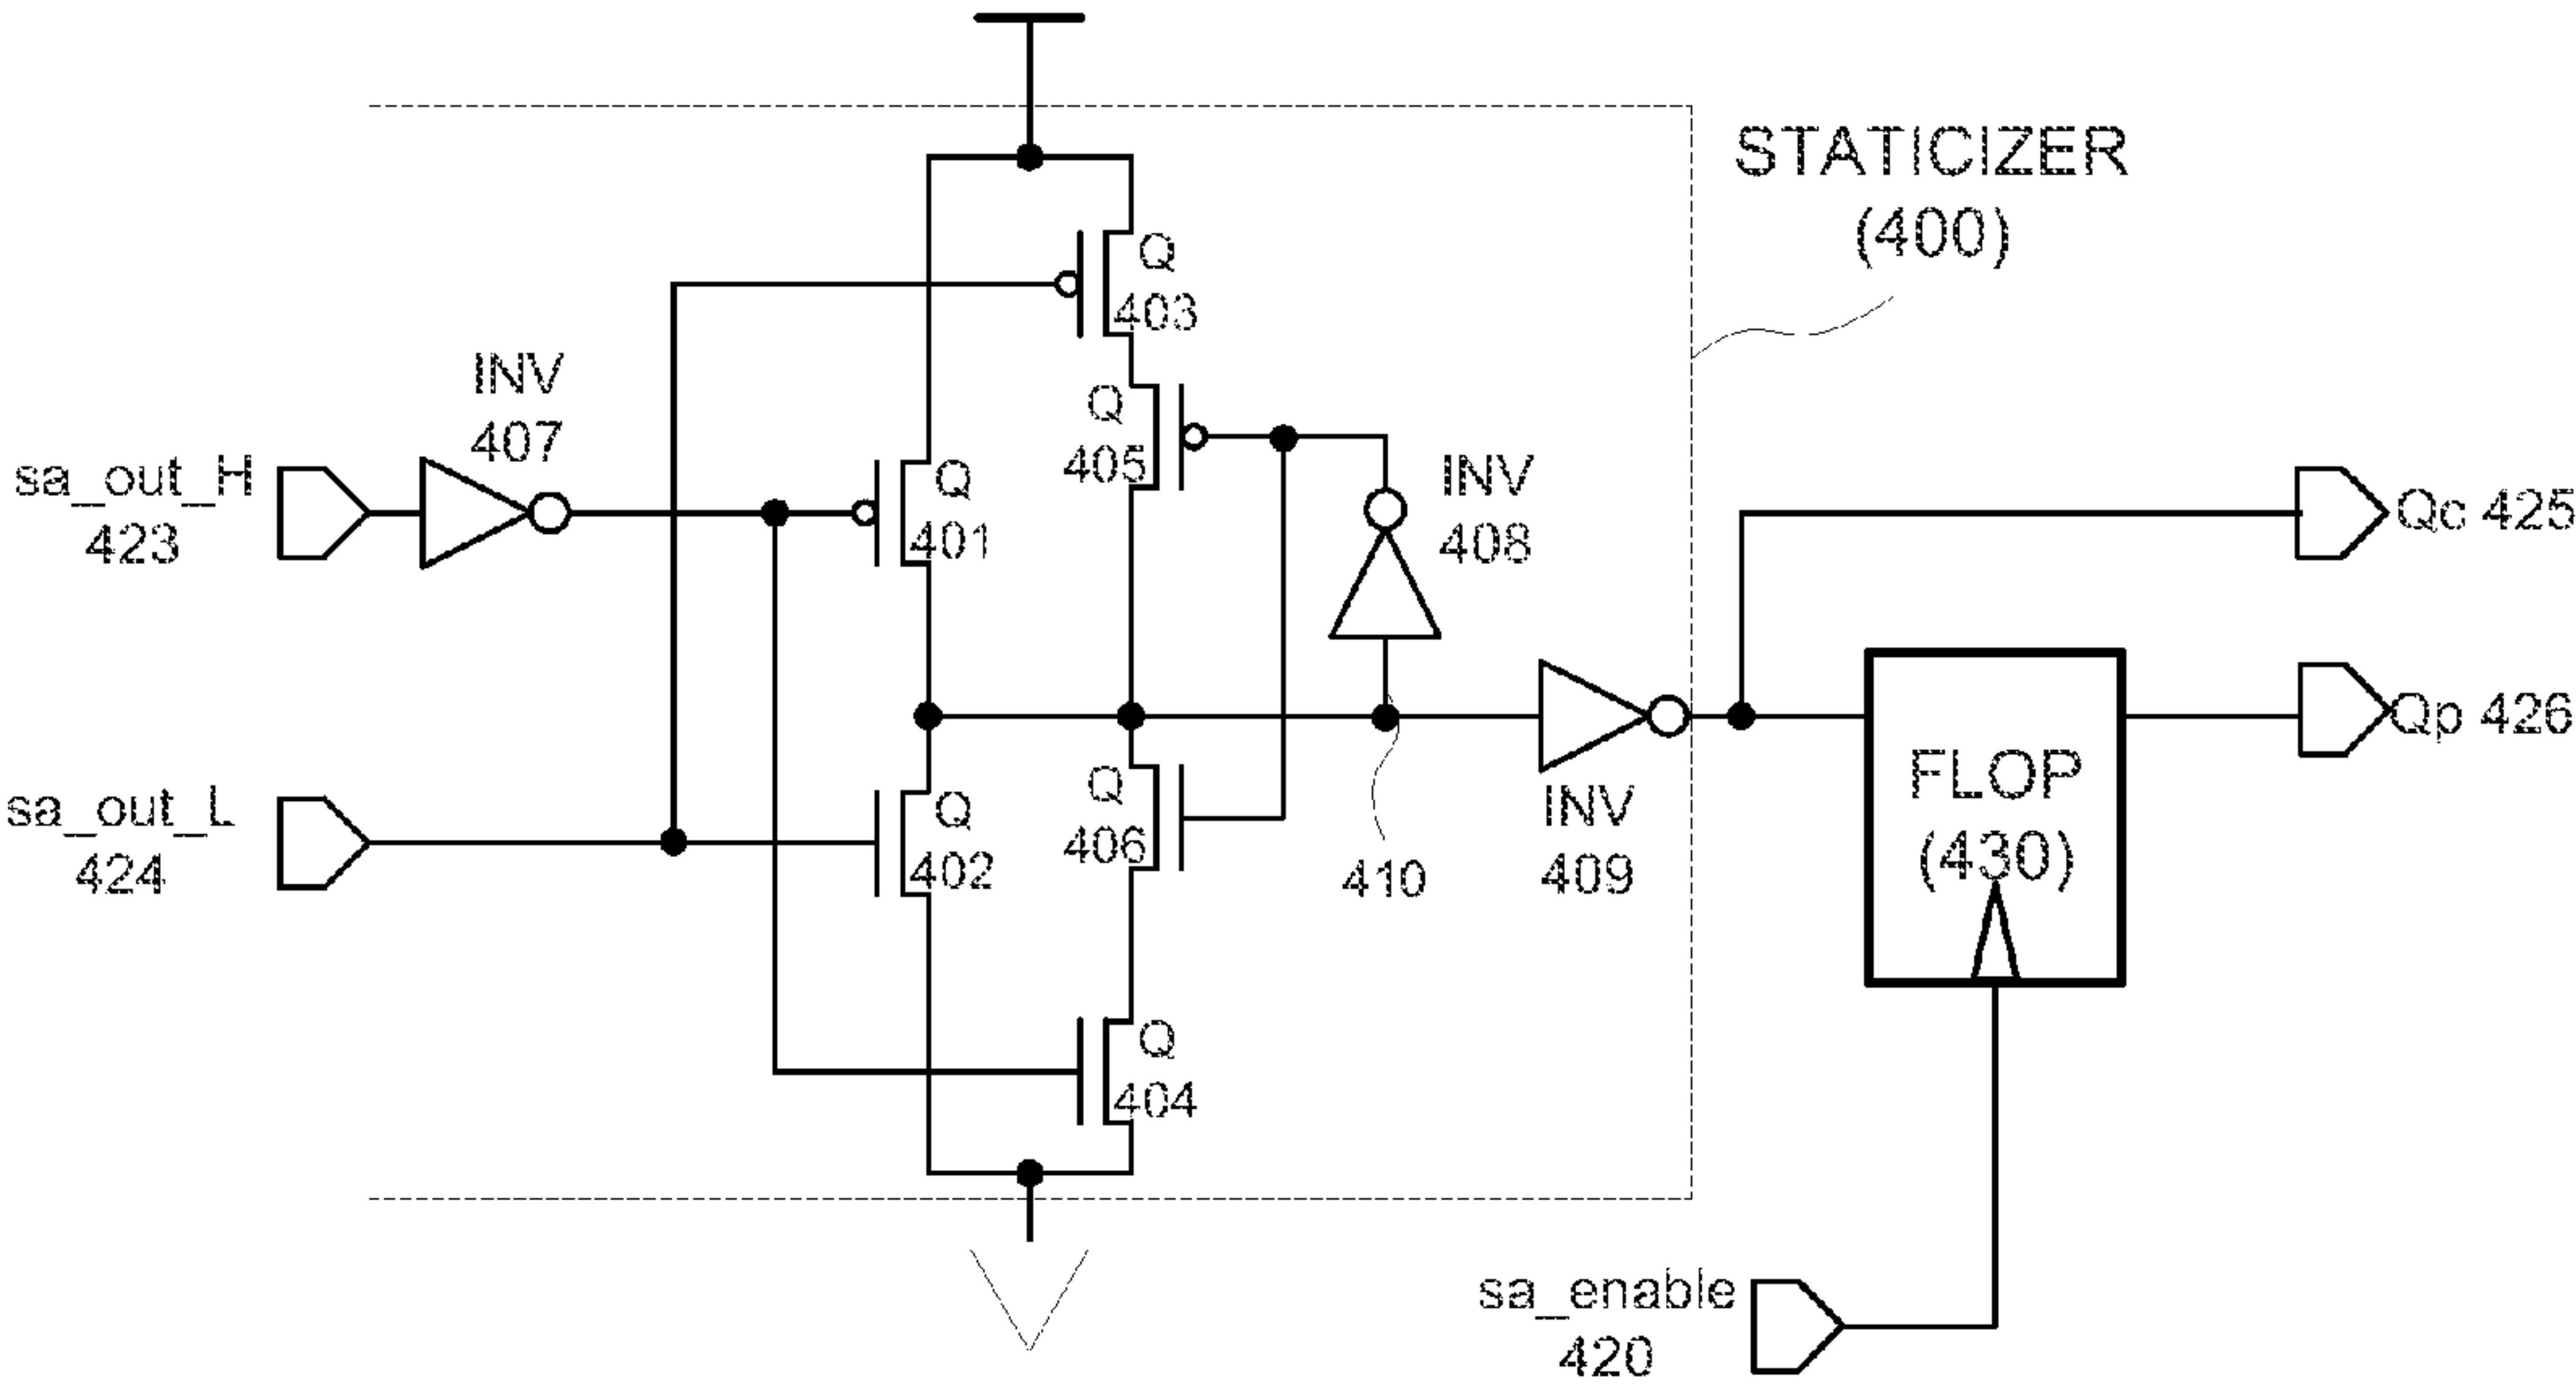 STATICIZER
(400)
Q
403
INV
407
Q
405
sa_out_H
423
Q
401
INV
408
Qc 425
Qp 426
sa_out_L
424
Q
402
Q
406
410
INV
409
FLOP
(430)
Q
404
sa_enable
420